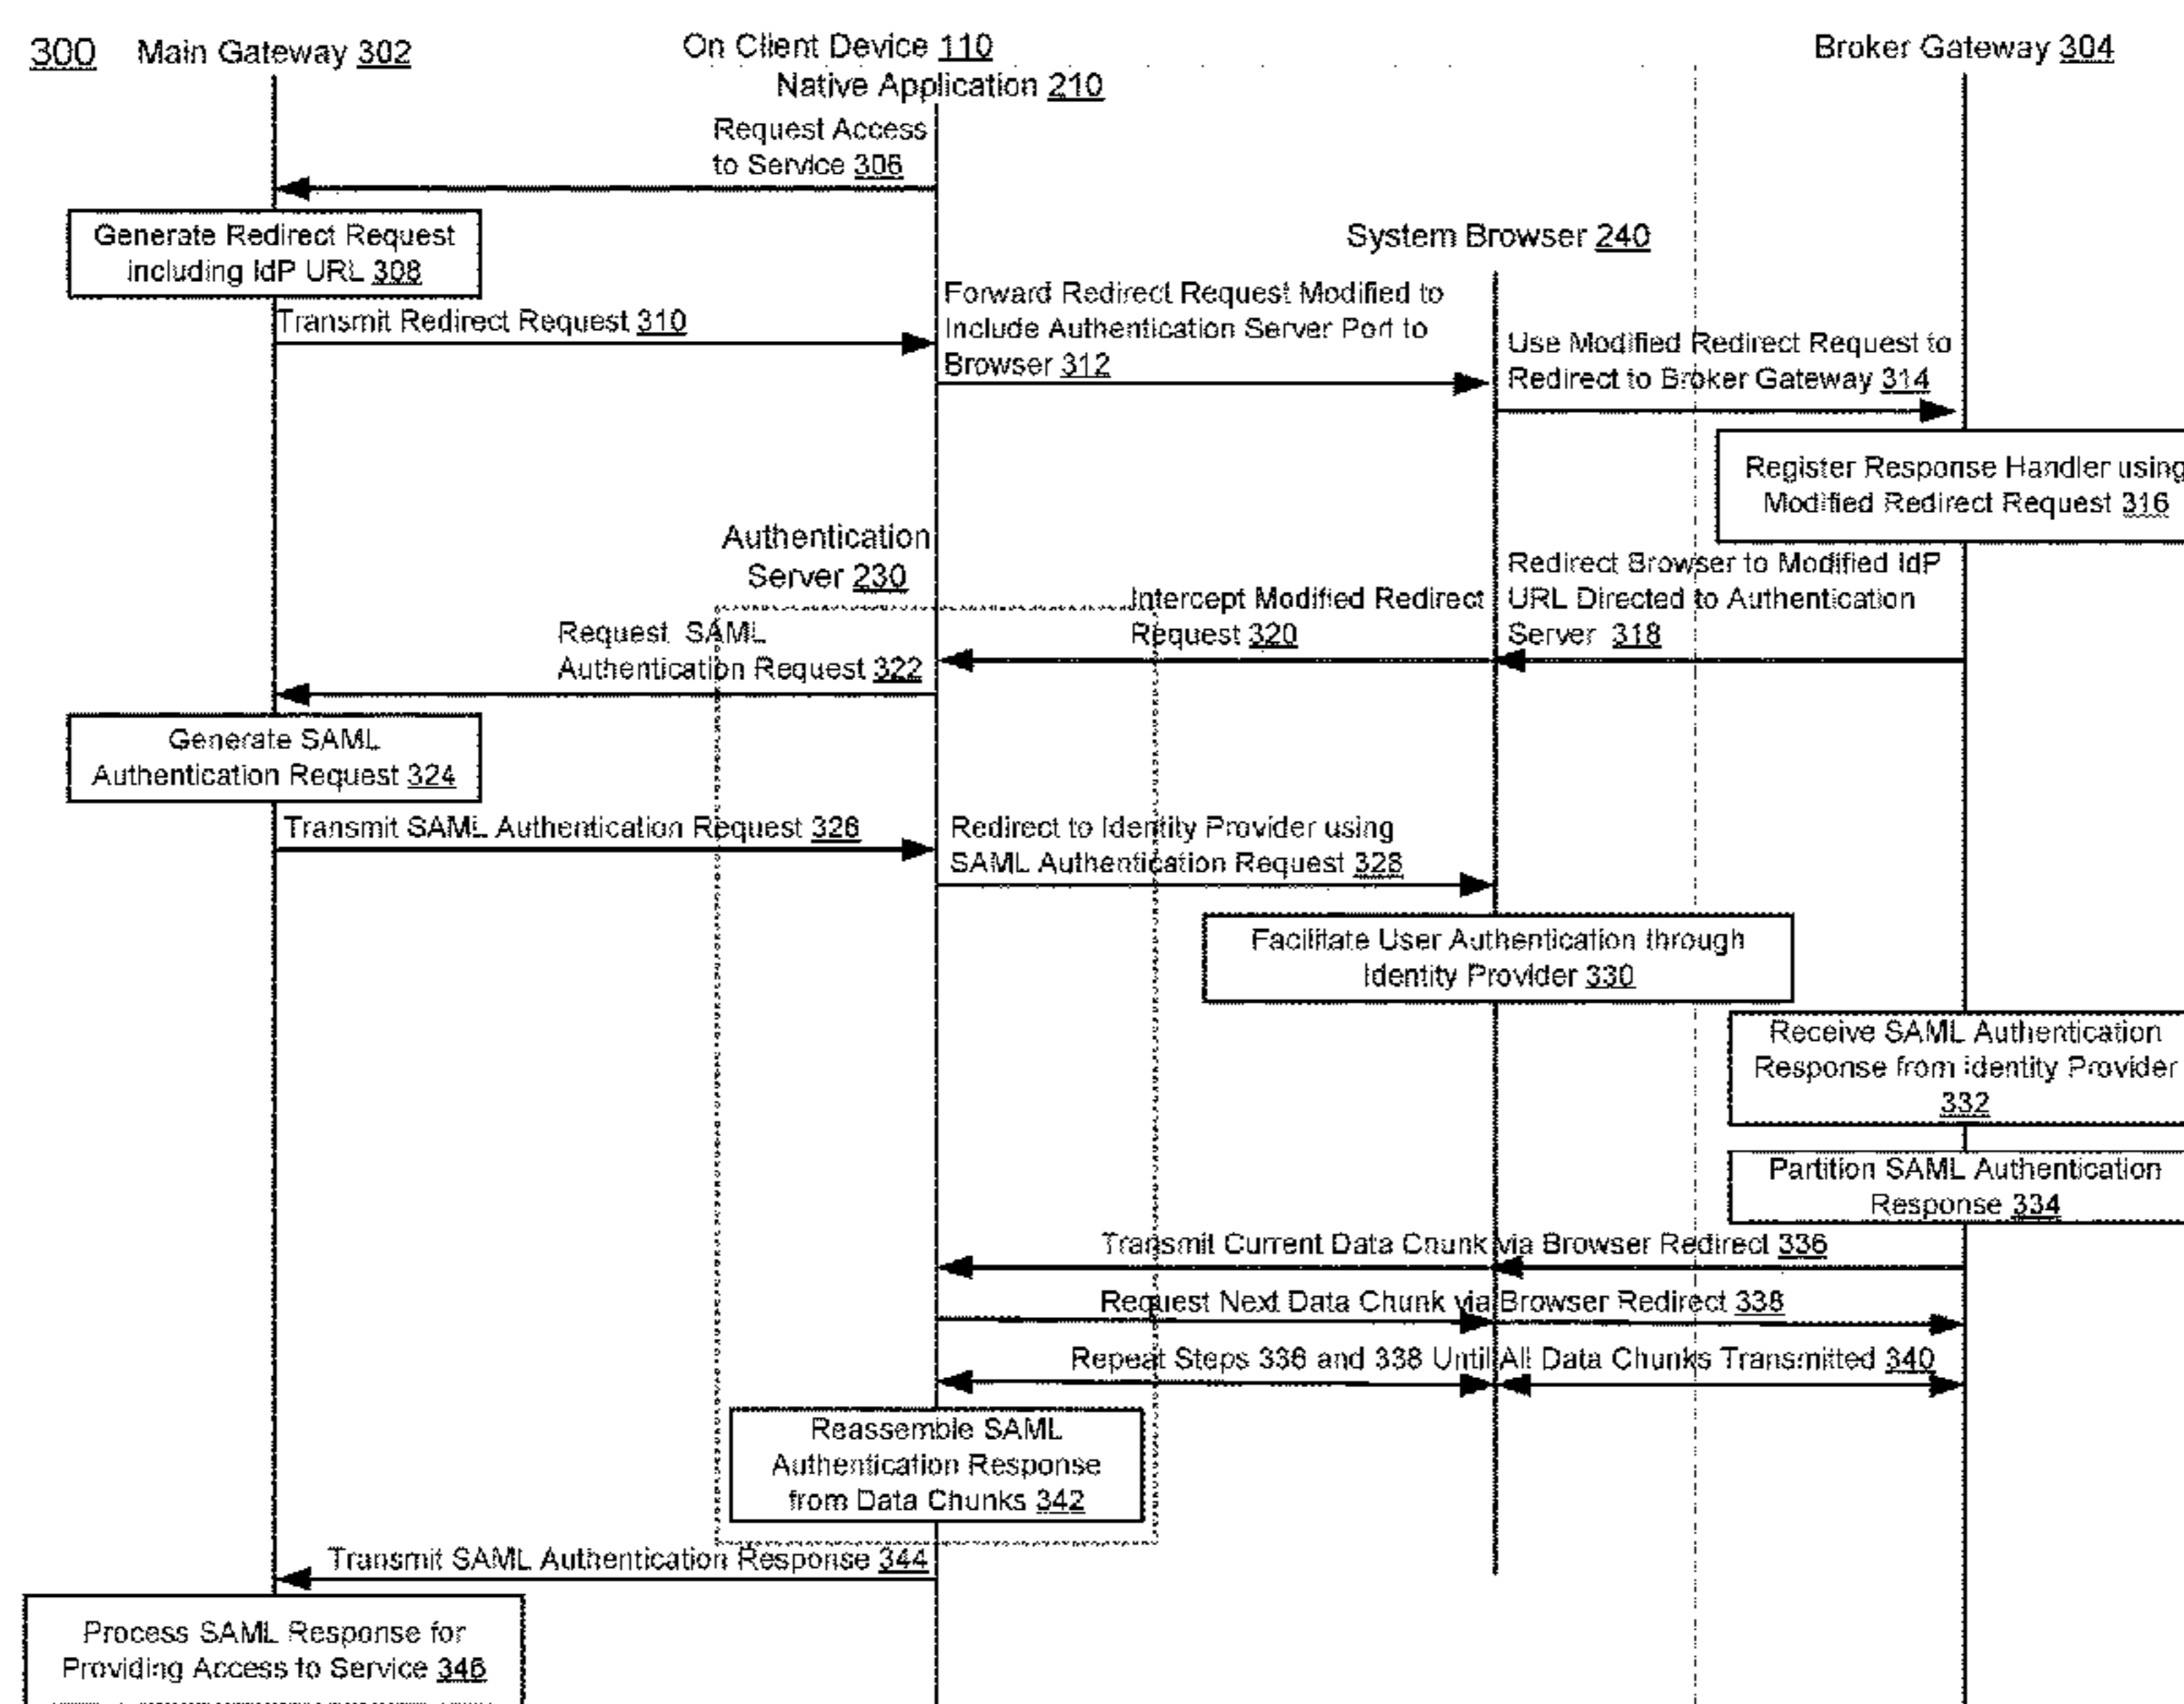 300 Main Gateway 302
On Client Device 110
Native Application 210
Broker Gateway 304
Request Access
to Service 306
Generate Redirect Request
including IdP URL 308
System Browser 240
Transmit Redirect Request 310
Forward Redirect Request Modified to
Include Authentication Server Port to
Browser 312
Use Modified Redirect Request to
Redirect to Broker Gateway 314
Register Response Handler using
Modified Redirect Request 316
Authentication
Server 230
Redirect Browser to Modified IdP
URL Directed to Authentication
Server 318
Intercept Modified Redirect
Request 320
Request SAML
Authentication Request 322
Generate SAML
Authentication Request 324
Transmit SAML Authentication Request 326
Redirect to Identity Provider using
SAML Authentication Request 328
Facilitate User Authentication through
Identity Provider 330
Receive SAML Authentication
Response from identity Provider
332
Partition SAML Authentication
Response 334
Transmit Current Data Chunk via Browser Redirect 336
Request Next Data Chunk via Browser Redirect 338
Repeat Steps 336 and 338 Until All Data Chunks Transmitted 340
Reassemble SAML
Authentication Response
from Data Chunks 342
Transmit SAML Authentication Response 344
Process SAML Response for
Providing Access to Service 346